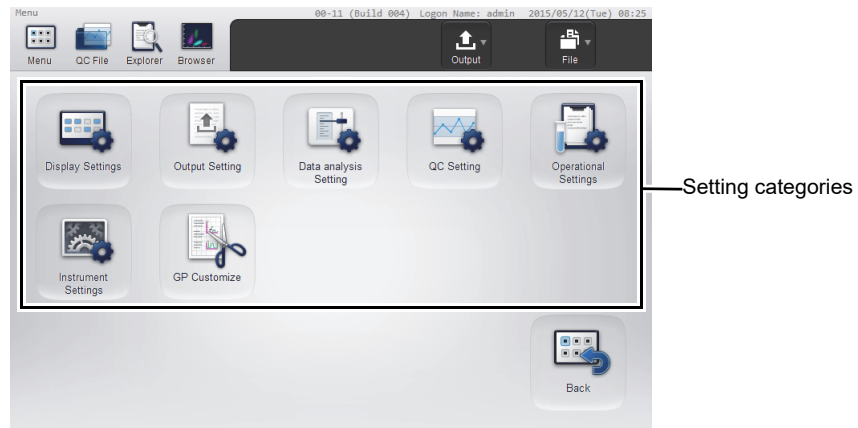 Menu
00-11 (Build 004) Logon Name: admin 2015/05/12(Tue) 08:25
Menu QC File Explorer Browser Output File
Display Settings Output Setting Data analysis Setting QC Setting Operational Settings
Setting categories
Instrument Settings GP Customize
Back